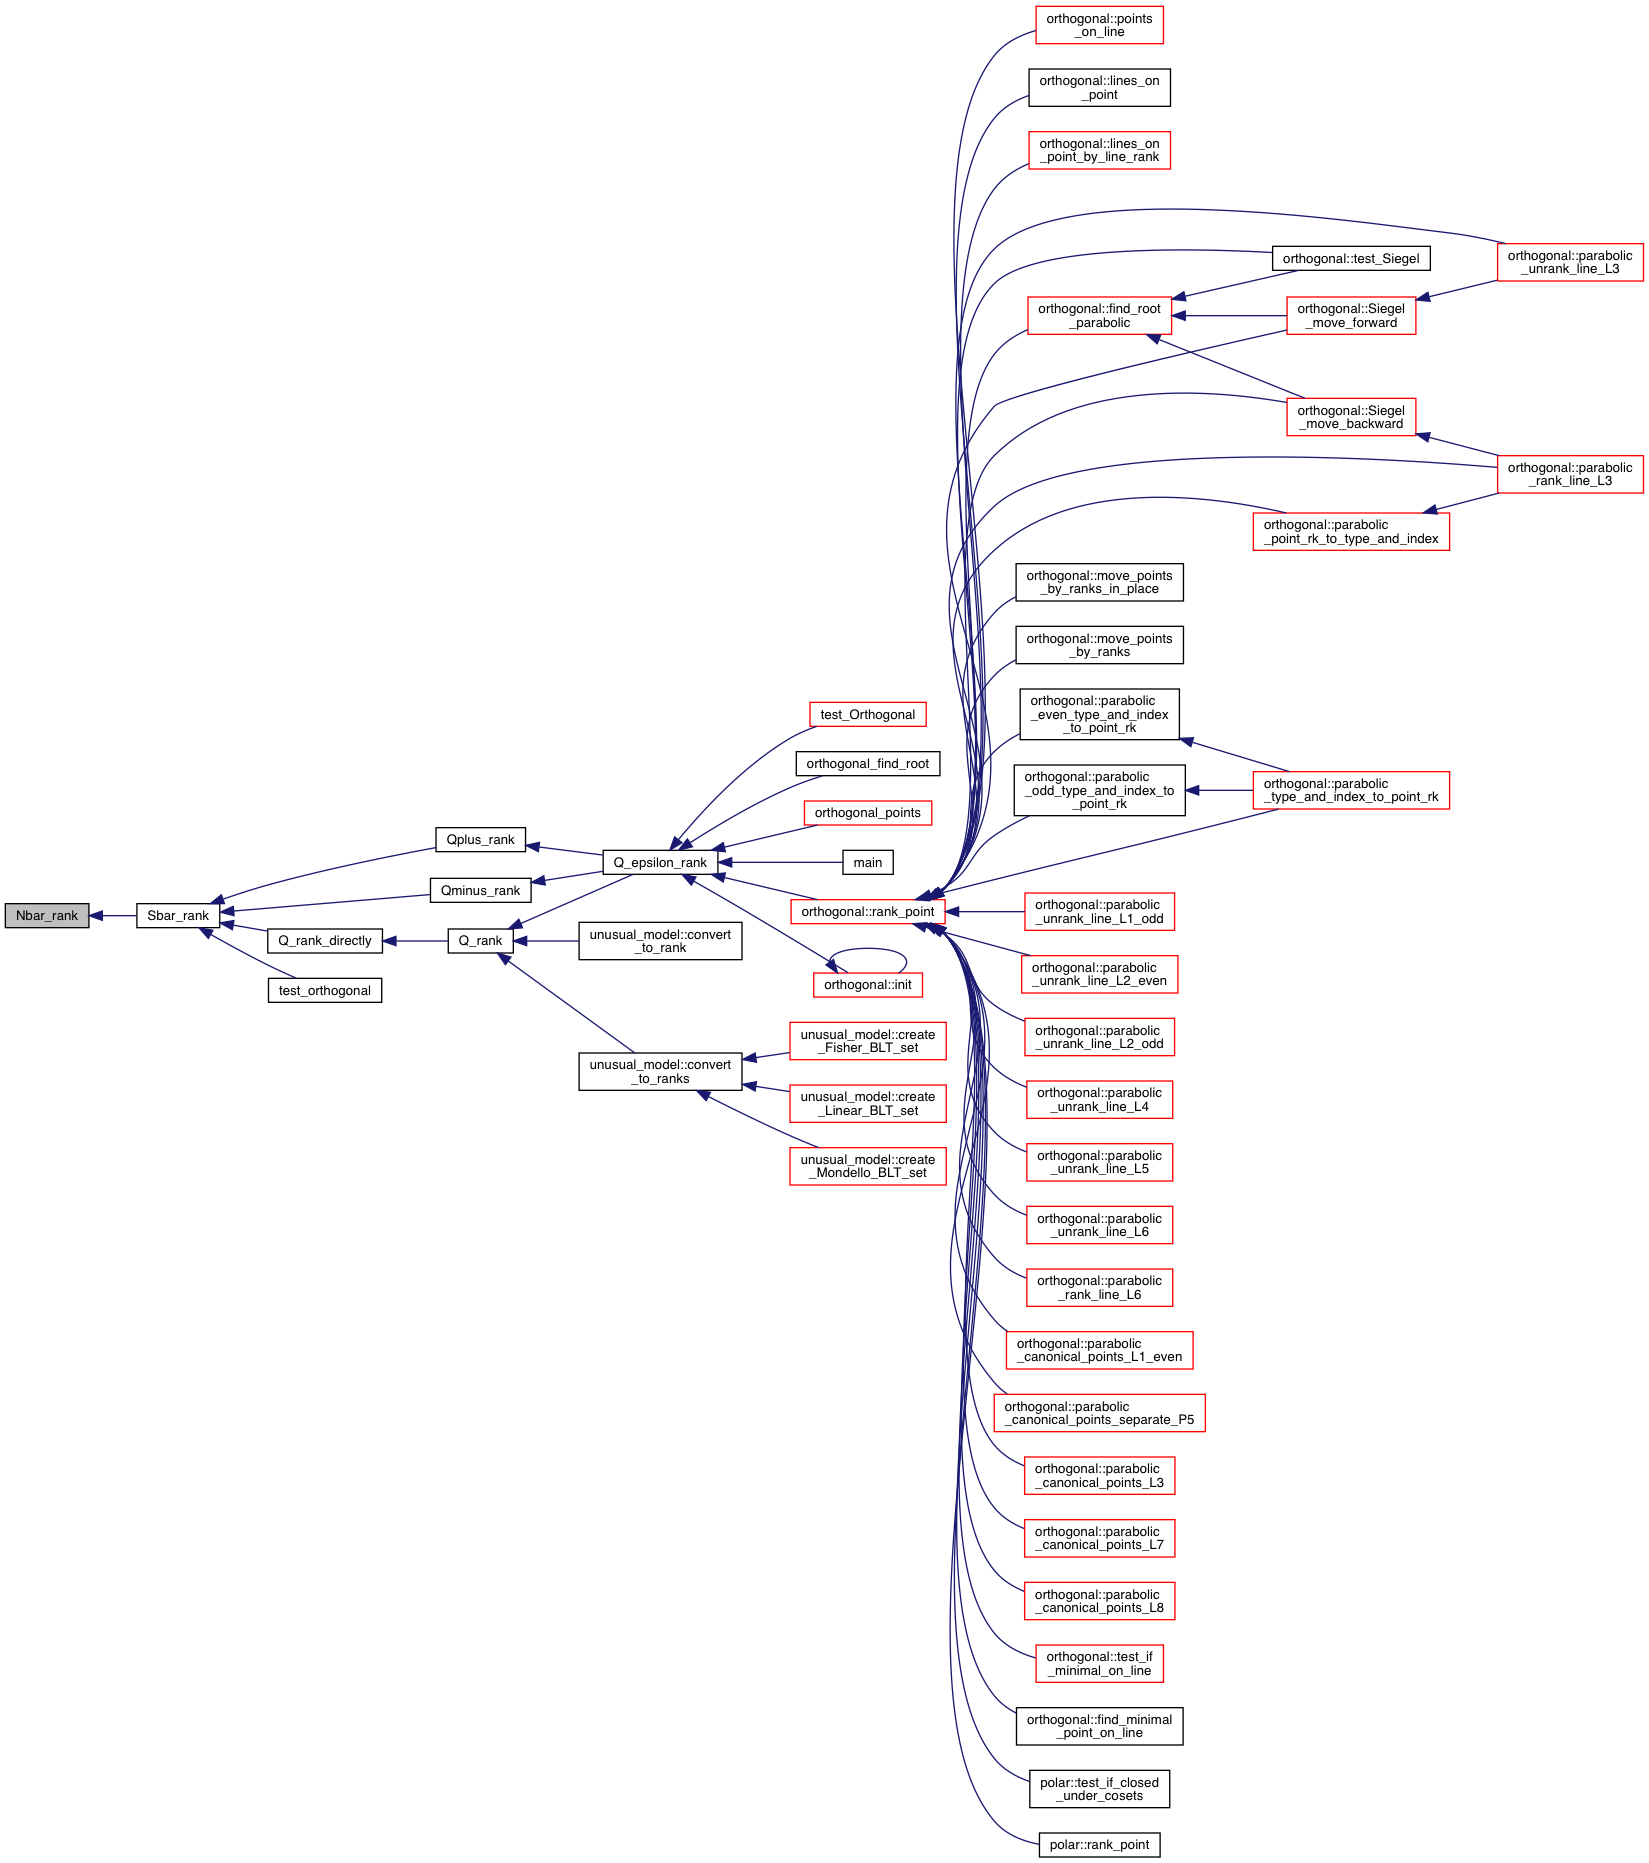 orthogonal::points
_on_line
orthogonal::lines_on
_point
orthogonal::lines_on
_point_by_line_rank
orthogonal::parabolic
_unrank_line_L3
orthogonal::test_Siegel
orthogonal::find_root
_parabolic
orthogonal::Siegel
_move_forward
orthogonal::Siegel
_move_backward
orthogonal::parabolic
_rank_line_L3
orthogonal::parabolic
_point_rk_to_type_and_index
orthogonal::move_points
_by_ranks_in_place
orthogonal::move_points
_by_ranks
orthogonal::parabolic
_even_type_and_index
_to_point_rk
test_Orthogonal
orthogonal_find_root
orthogonal::parabolic
_odd_type_and_index_to
_point_rk
orthogonal::parabolic
_type_and_index_to_point_rk
orthogonal_points
Qplus_rank
Q_epsilon_rank
main
Qminus_rank
Nbar_rank
Sbar_rank
orthogonal::rank_point
orthogonal::parabolic
_unrank_line_L1_odd
Q_rank_directly
Q_rank
unusual_model::convert
_to_rank
test_orthogonal
orthogonal::init
orthogonal::parabolic
_unrank_line_L2_even
unusual_model::create
_Fisher_BLT_set
orthogonal::parabolic
_unrank_line_L2_odd
unusual_model::convert
_to_ranks
unusual_model::create
_Linear_BLT_set
orthogonal::parabolic
_unrank_line_L4
unusual_model::create
_Mondello_BLT_set
orthogonal::parabolic
_unrank_line_L5
orthogonal::parabolic
_unrank_line_L6
orthogonal::parabolic
_rank_line_L6
orthogonal::parabolic
_canonical_points_L1_even
orthogonal::parabolic
_canonical_points_separate_P5
orthogonal::parabolic
_canonical_points_L3
orthogonal::parabolic
_canonical_points_L7
orthogonal::parabolic
_canonical_points_L8
orthogonal::test_if
_minimal_on_line
orthogonal::find_minimal
_point_on_line
polar::test_if_closed
_under_cosets
polar::rank_point